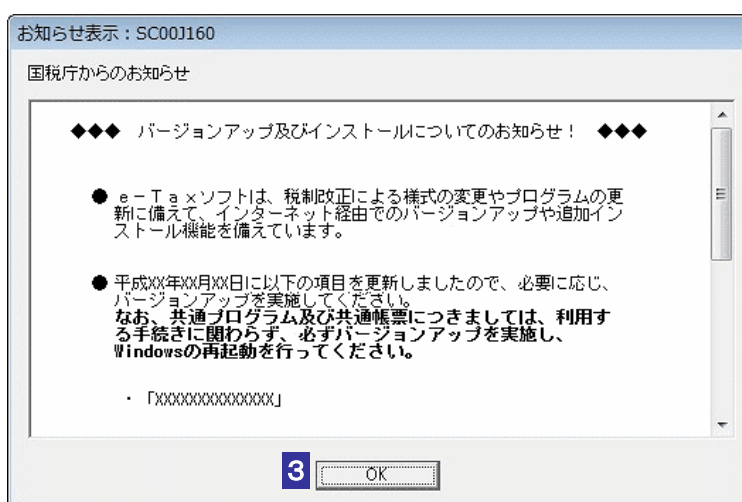 お知らせ表示：SC00J160
国税庁からのお知らせ
◆◆◆ バージョンアップ及びインストールについてのお知らせ！ ◆◆◆
● ｅ－Ｔａｘソフトは、税制改正による様式の変更やプログラムの更
新に備えて、インターネット経由でのバージョンアップや追加イン
ストール機能を備えています。
● 平成XX年XX月XX日に以下の項目を更新しましたので、必要に応じ、
バージョンアップを実施してください。
なお、共通プログラム及び共通帳票につきましては、利用す
る手続きに関わらず、必ずバージョンアップを実施し、
Windowsの再起動を行ってください。
・「XXXXXXXXXXXXXX」
3 OK